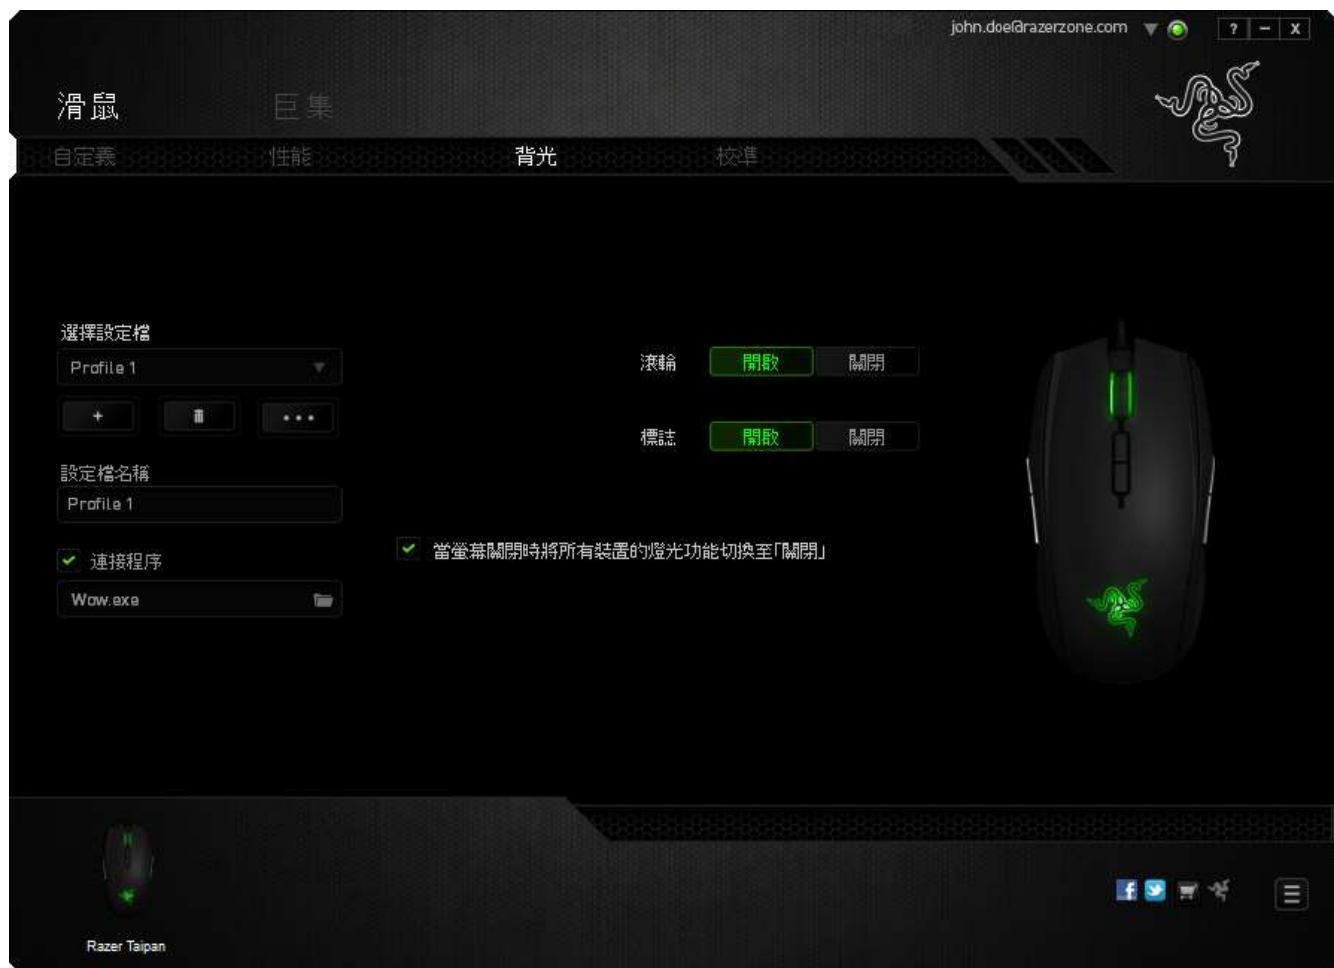 john.doe@razerzone.com
? − X
滑鼠 巨集
自定義 性能 背光 校準
選擇設定檔
Profile 1
滾輪 開啟 關閉
+ •••
標誌 開啟 關閉
設定檔名稱
Profile 1
當螢幕關閉時將所有裝置的燈光功能切換至「關閉」
連接程序
Wow.exe
Razer Taipan